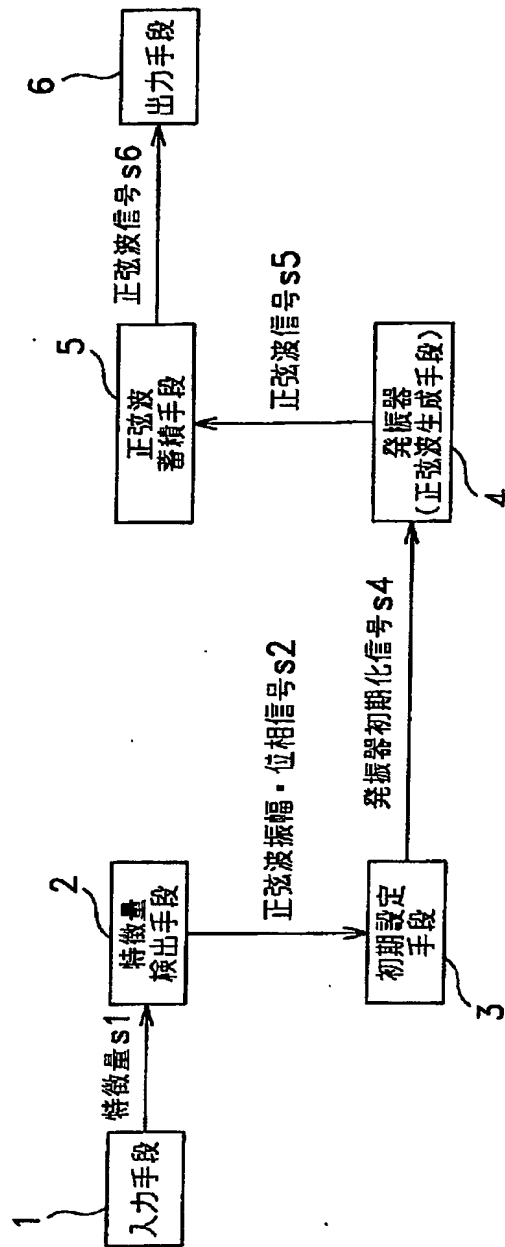 1
入力手段
特徴量s1
2
特徴量
検出手段
正弦波振幅・位相信号s2
初期設定
手段
3
発振器初期化信号s4
発振器
(正弦波生成手段)
4
正弦波信号s5
5
正弦波
蓄積手段
正弦波信号s6
6
出力手段